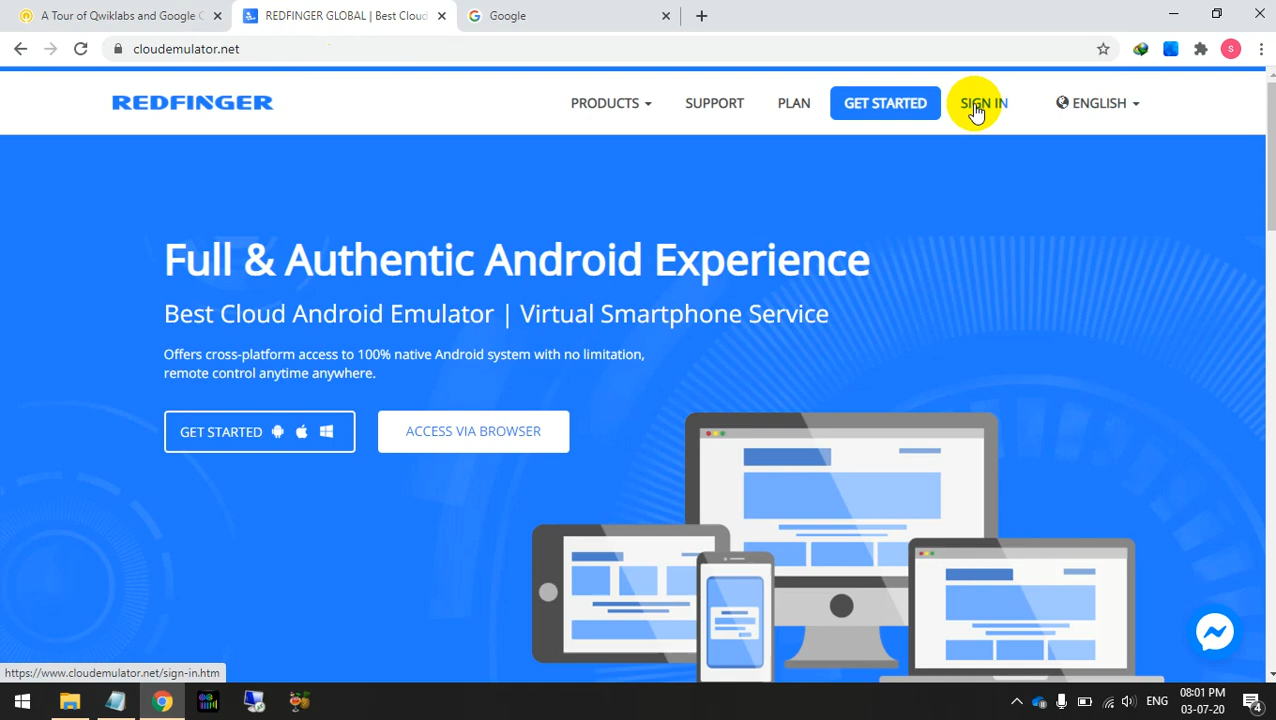 A Tour of Qwiklabs and Google C
REDFINGER GLOBAL | Best Cloud
Google
cloudemulator.net
S
REDFINGER
PRODUCTS
SUPPORT
PLAN
GET STARTED
SIGN IN
ENGLISH
Full & Authentic Android Experience
Best Cloud Android Emulator | Virtual Smartphone Service
Offers cross-platform access to 100% native Android system with no limitation,
remote control anytime anywhere.
GET STARTED
ACCESS VIA BROWSER
https://www.cloudemulator.net/sign-in.htm
ENG
08:01 PM
03-07-20
4